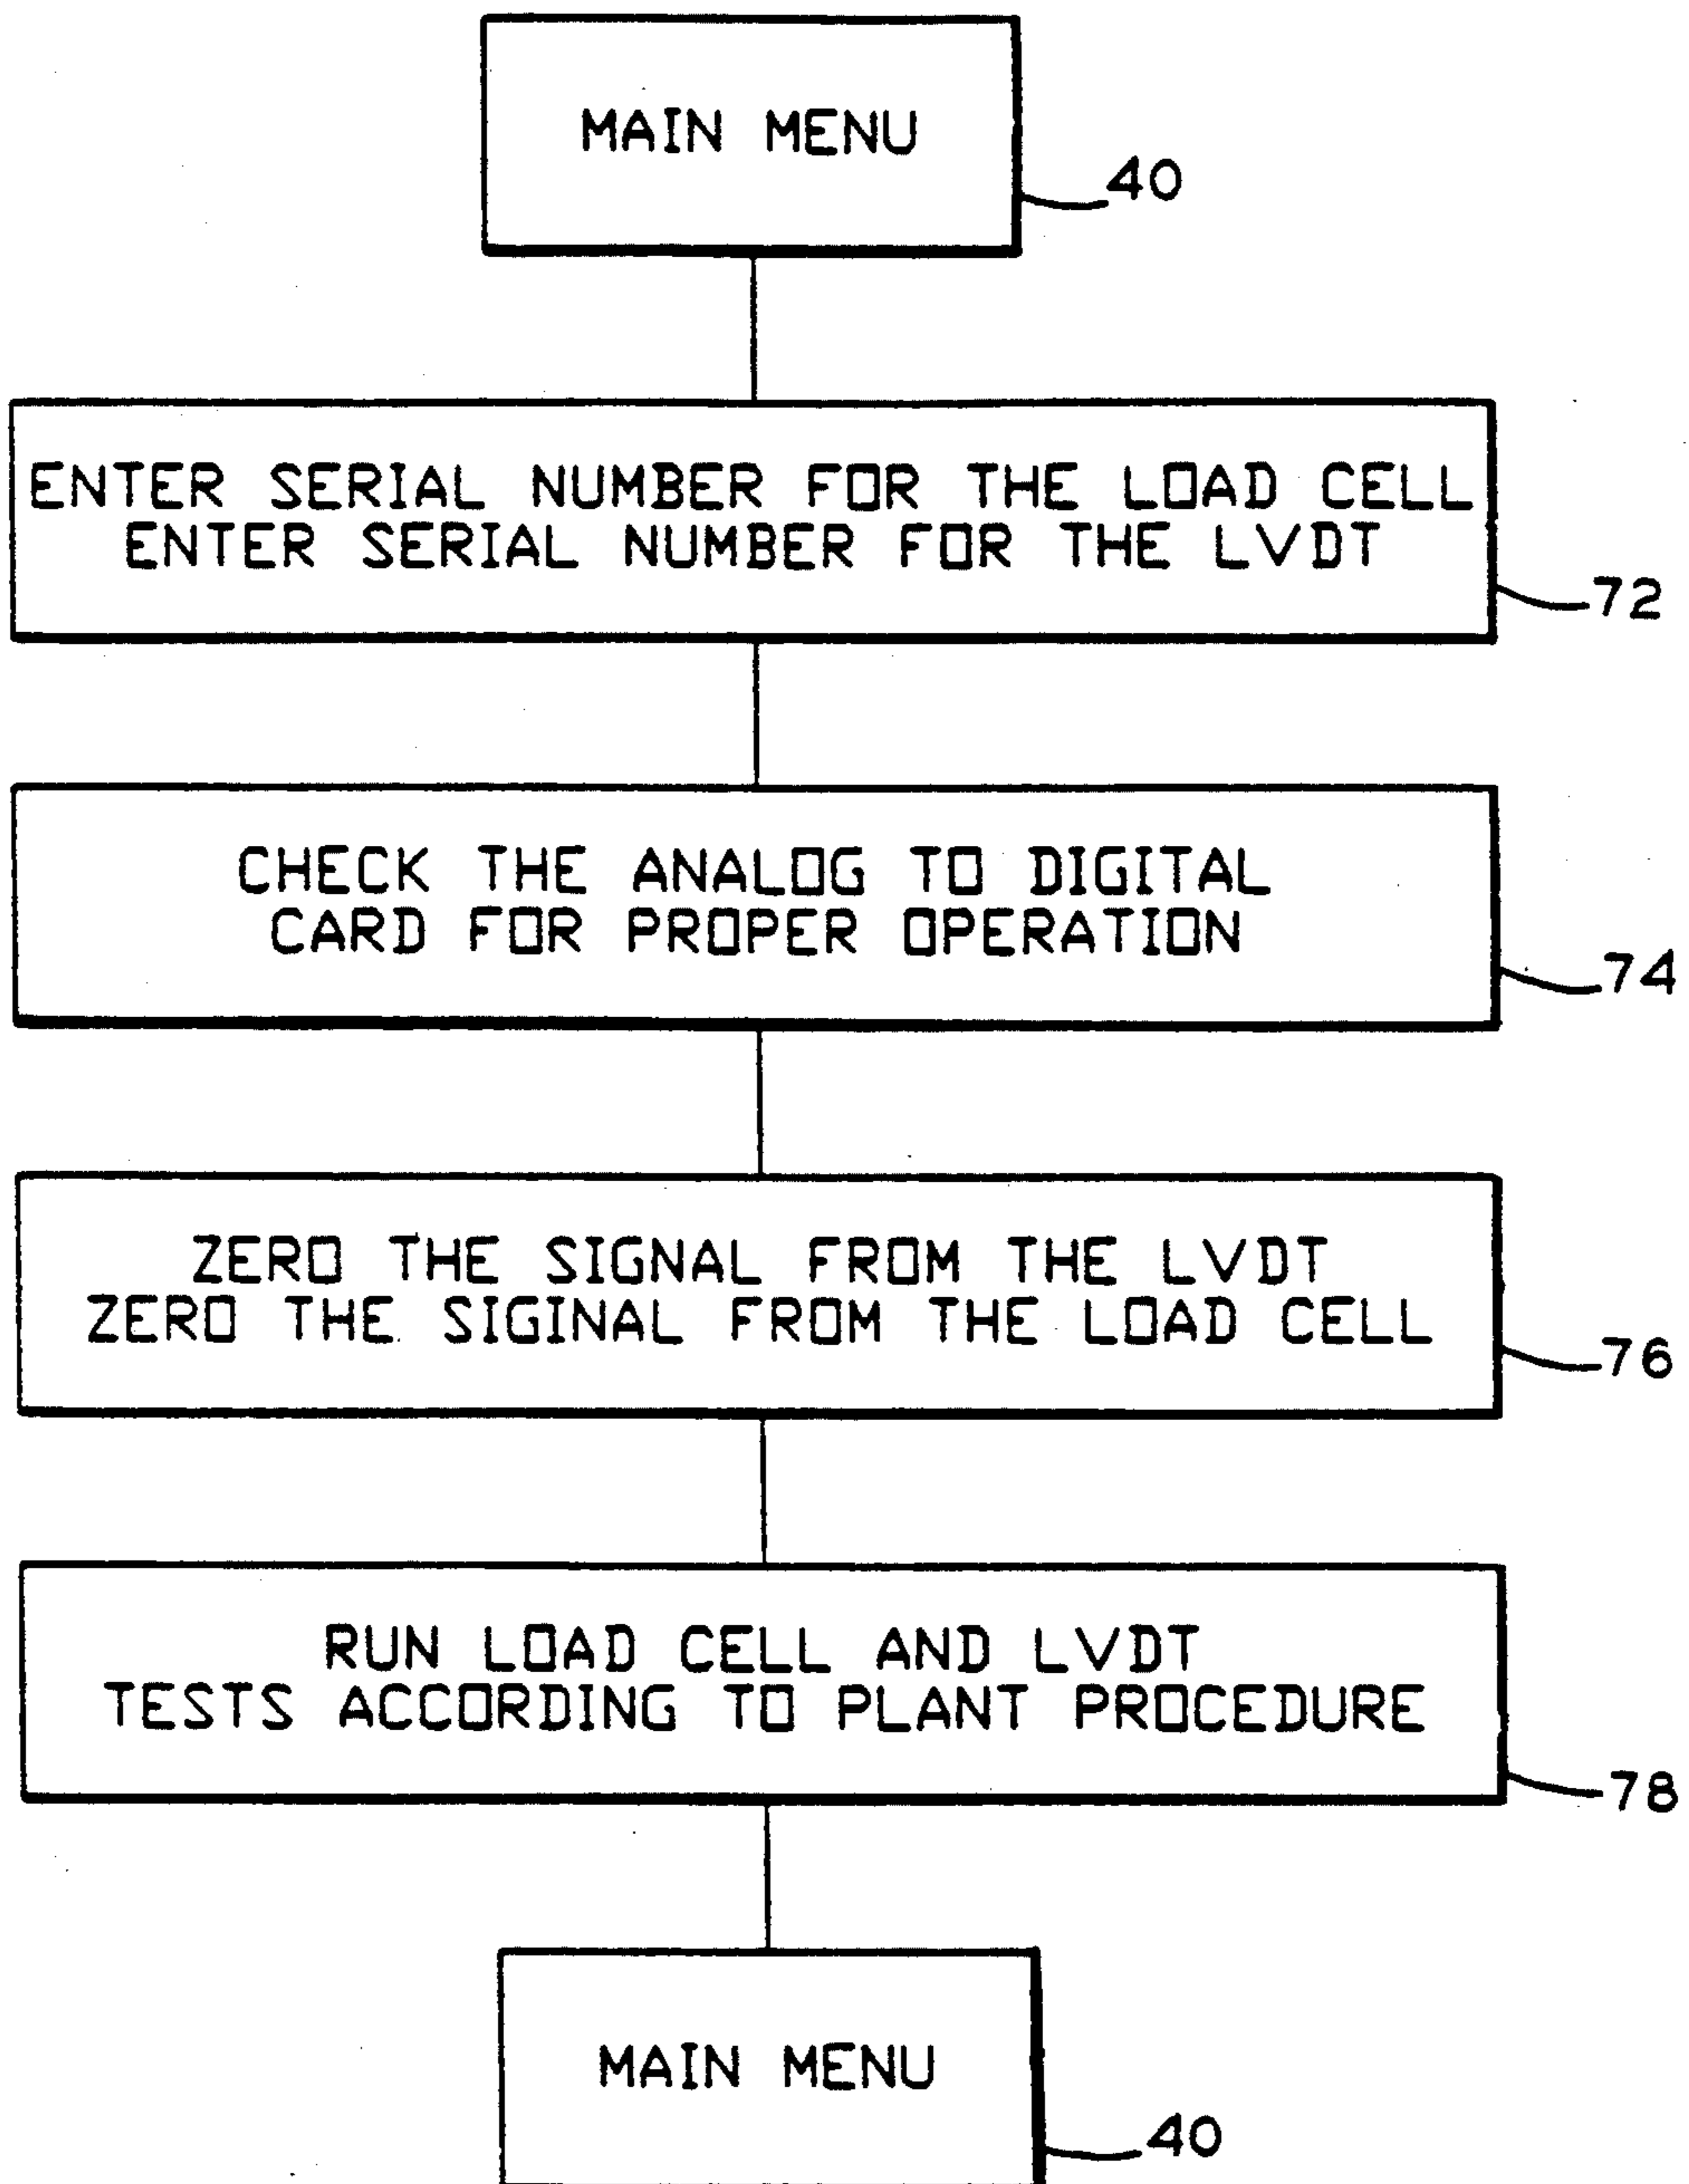 MAIN MENU
40
ENTER SERIAL NUMBER FOR THE LOAD CELL
ENTER SERIAL NUMBER FOR THE LVDT
72
CHECK THE ANALOG TO DIGITAL
CARD FOR PROPER OPERATION
74
ZERO THE SIGNAL FROM THE LVDT
ZERO THE SIGINAL FROM THE LOAD CELL
76
RUN LOAD CELL AND LVDT
TESTS ACCORDING TO PLANT PROCEDURE
78
MAIN MENU
40